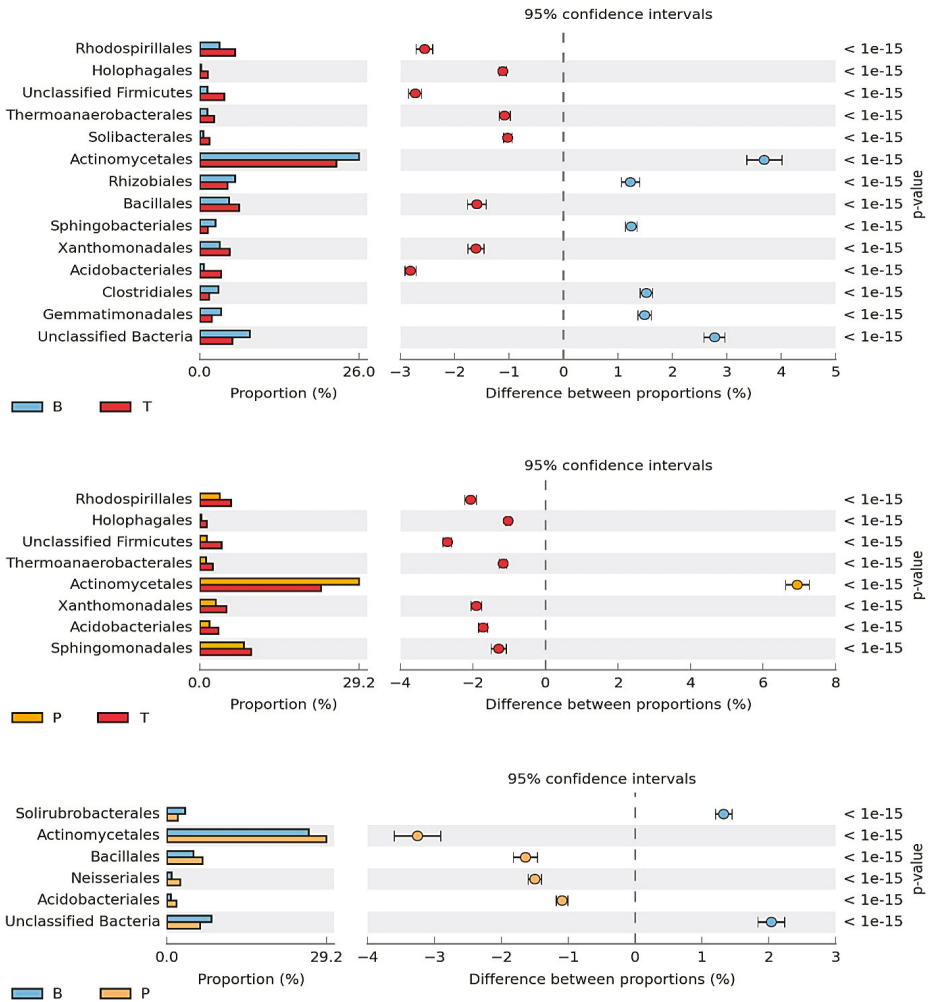 95% confidence intervals
Rhodospirillales < 1e-15
Holophagales < 1e-15
Unclassified Firmicutes < 1e-15
Thermoanaerobacterales < 1e-15
Solibacterales < 1e-15
Actinomycetales < 1e-15
Rhizobiales < 1e-15
Bacillales < 1e-15
Sphingobacteriales < 1e-15
Xanthomonadales < 1e-15
Acidobacteriales < 1e-15
Clostridiales < 1e-15
Gemmatimonadales < 1e-15
Unclassified Bacteria < 1e-15
p-value
0.0 26.0 −3 −2 −1 0 1 2 3 4 5
Proportion (%) Difference between proportions (%)
B T
95% confidence intervals
Rhodospirillales < 1e-15
Holophagales < 1e-15
Unclassified Firmicutes < 1e-15
Thermoanaerobacterales < 1e-15
Actinomycetales < 1e-15
Xanthomonadales < 1e-15
Acidobacteriales < 1e-15
Sphingomonadales < 1e-15
p-value
0.0 29.2 −4 −2 0 2 4 6 8
Proportion (%) Difference between proportions (%)
P T
95% confidence intervals
Solirubrobacterales < 1e-15
Actinomycetales < 1e-15
Bacillales < 1e-15
Neisseriales < 1e-15
Acidobacteriales < 1e-15
Unclassified Bacteria < 1e-15
p-value
0.0 29.2 −4 −3 −2 −1 0 1 2 3
Proportion (%) Difference between proportions (%)
B P